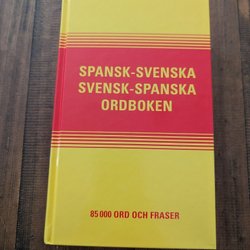 SPANSK-SVENSKA
SVENSK-SPANSKA
ORDBOKEN
85 000 ORD OCH FRASER